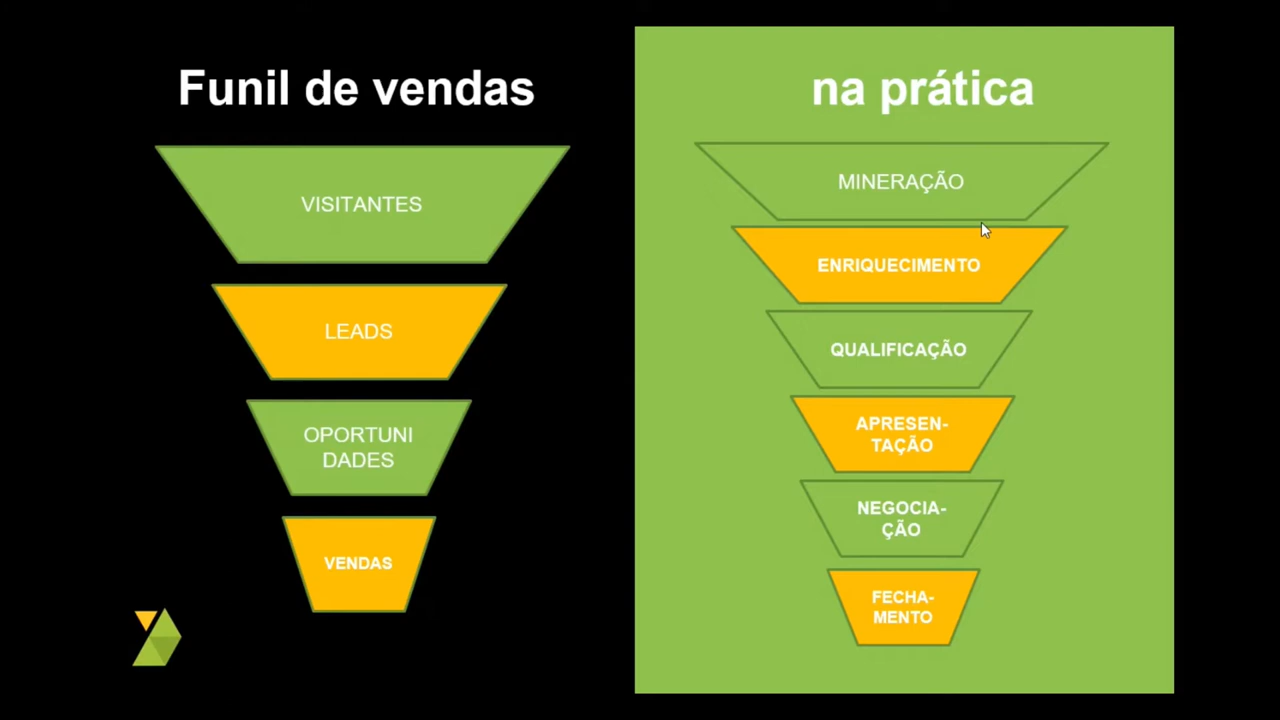 Funil de vendas
VISITANTES
LEADS
OPORTUNI
DADES
VENDAS
na prática
MINERAÇÃO
ENRIQUECIMENTO
QUALIFICAÇÃO
APRESEN-
TAÇÃO
NEGOCIA-
ÇÃO
FECHA-
MENTO